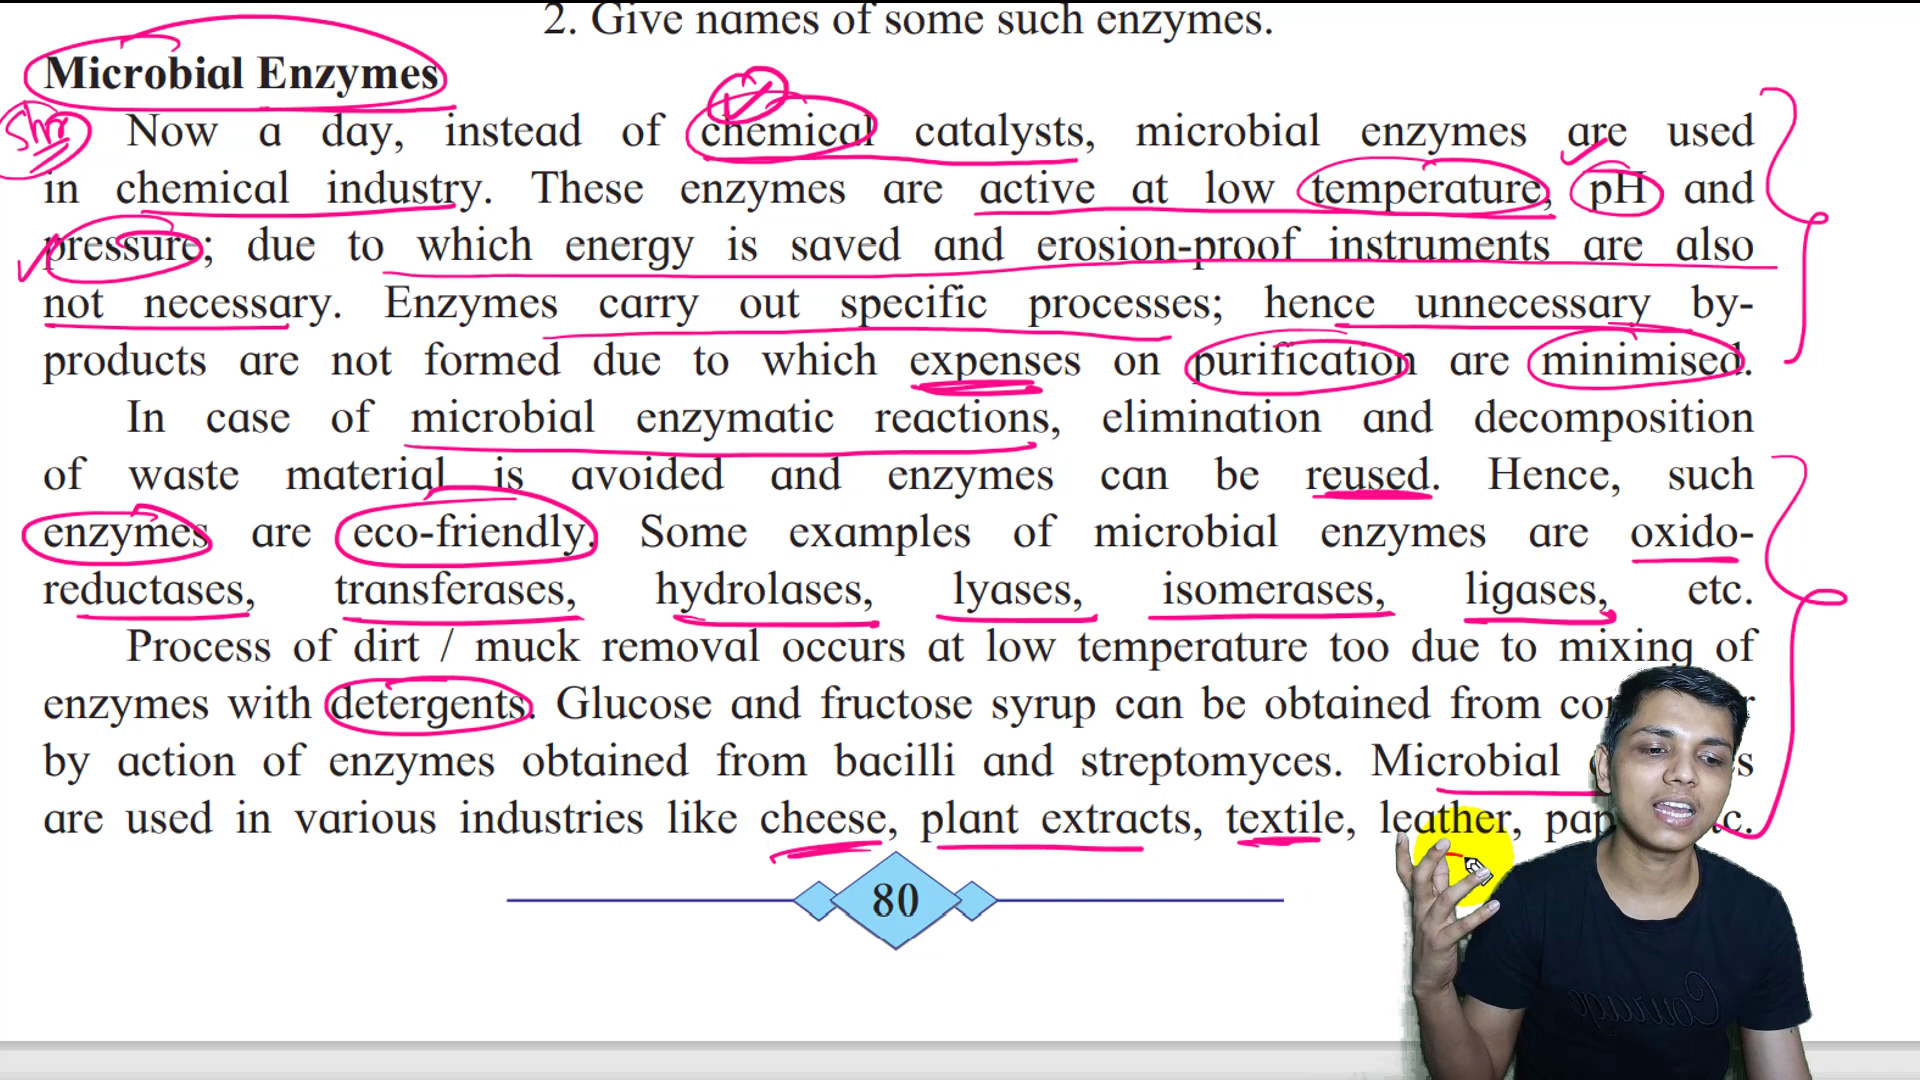 2. Give names of some such enzymes.
Microbial Enzymes
Now a day, instead of chemical catalysts, microbial enzymes are used
in chemical industry. These enzymes are active at low temperature, pH and
pressure; due to which energy is saved and erosion-proof instruments are also
not necessary. Enzymes carry out specific processes; hence unnecessary by-
products are not formed due to which expenses on purification are minimised.
In case of microbial enzymatic reactions, elimination and decomposition
of waste material is avoided and enzymes can be reused. Hence, such
enzymes are eco-friendly. Some examples of microbial enzymes are oxido-
reductases, transferases, hydrolases, lyases, isomerases, ligases, etc.
Process of dirt / muck removal occurs at low temperature too due to mixing of
enzymes with detergents. Glucose and fructose syrup can be obtained from
by action of enzymes obtained from bacilli and streptomyces. Microbial
are used in various industries like cheese, plant extracts, textile, leather,
80
Courage